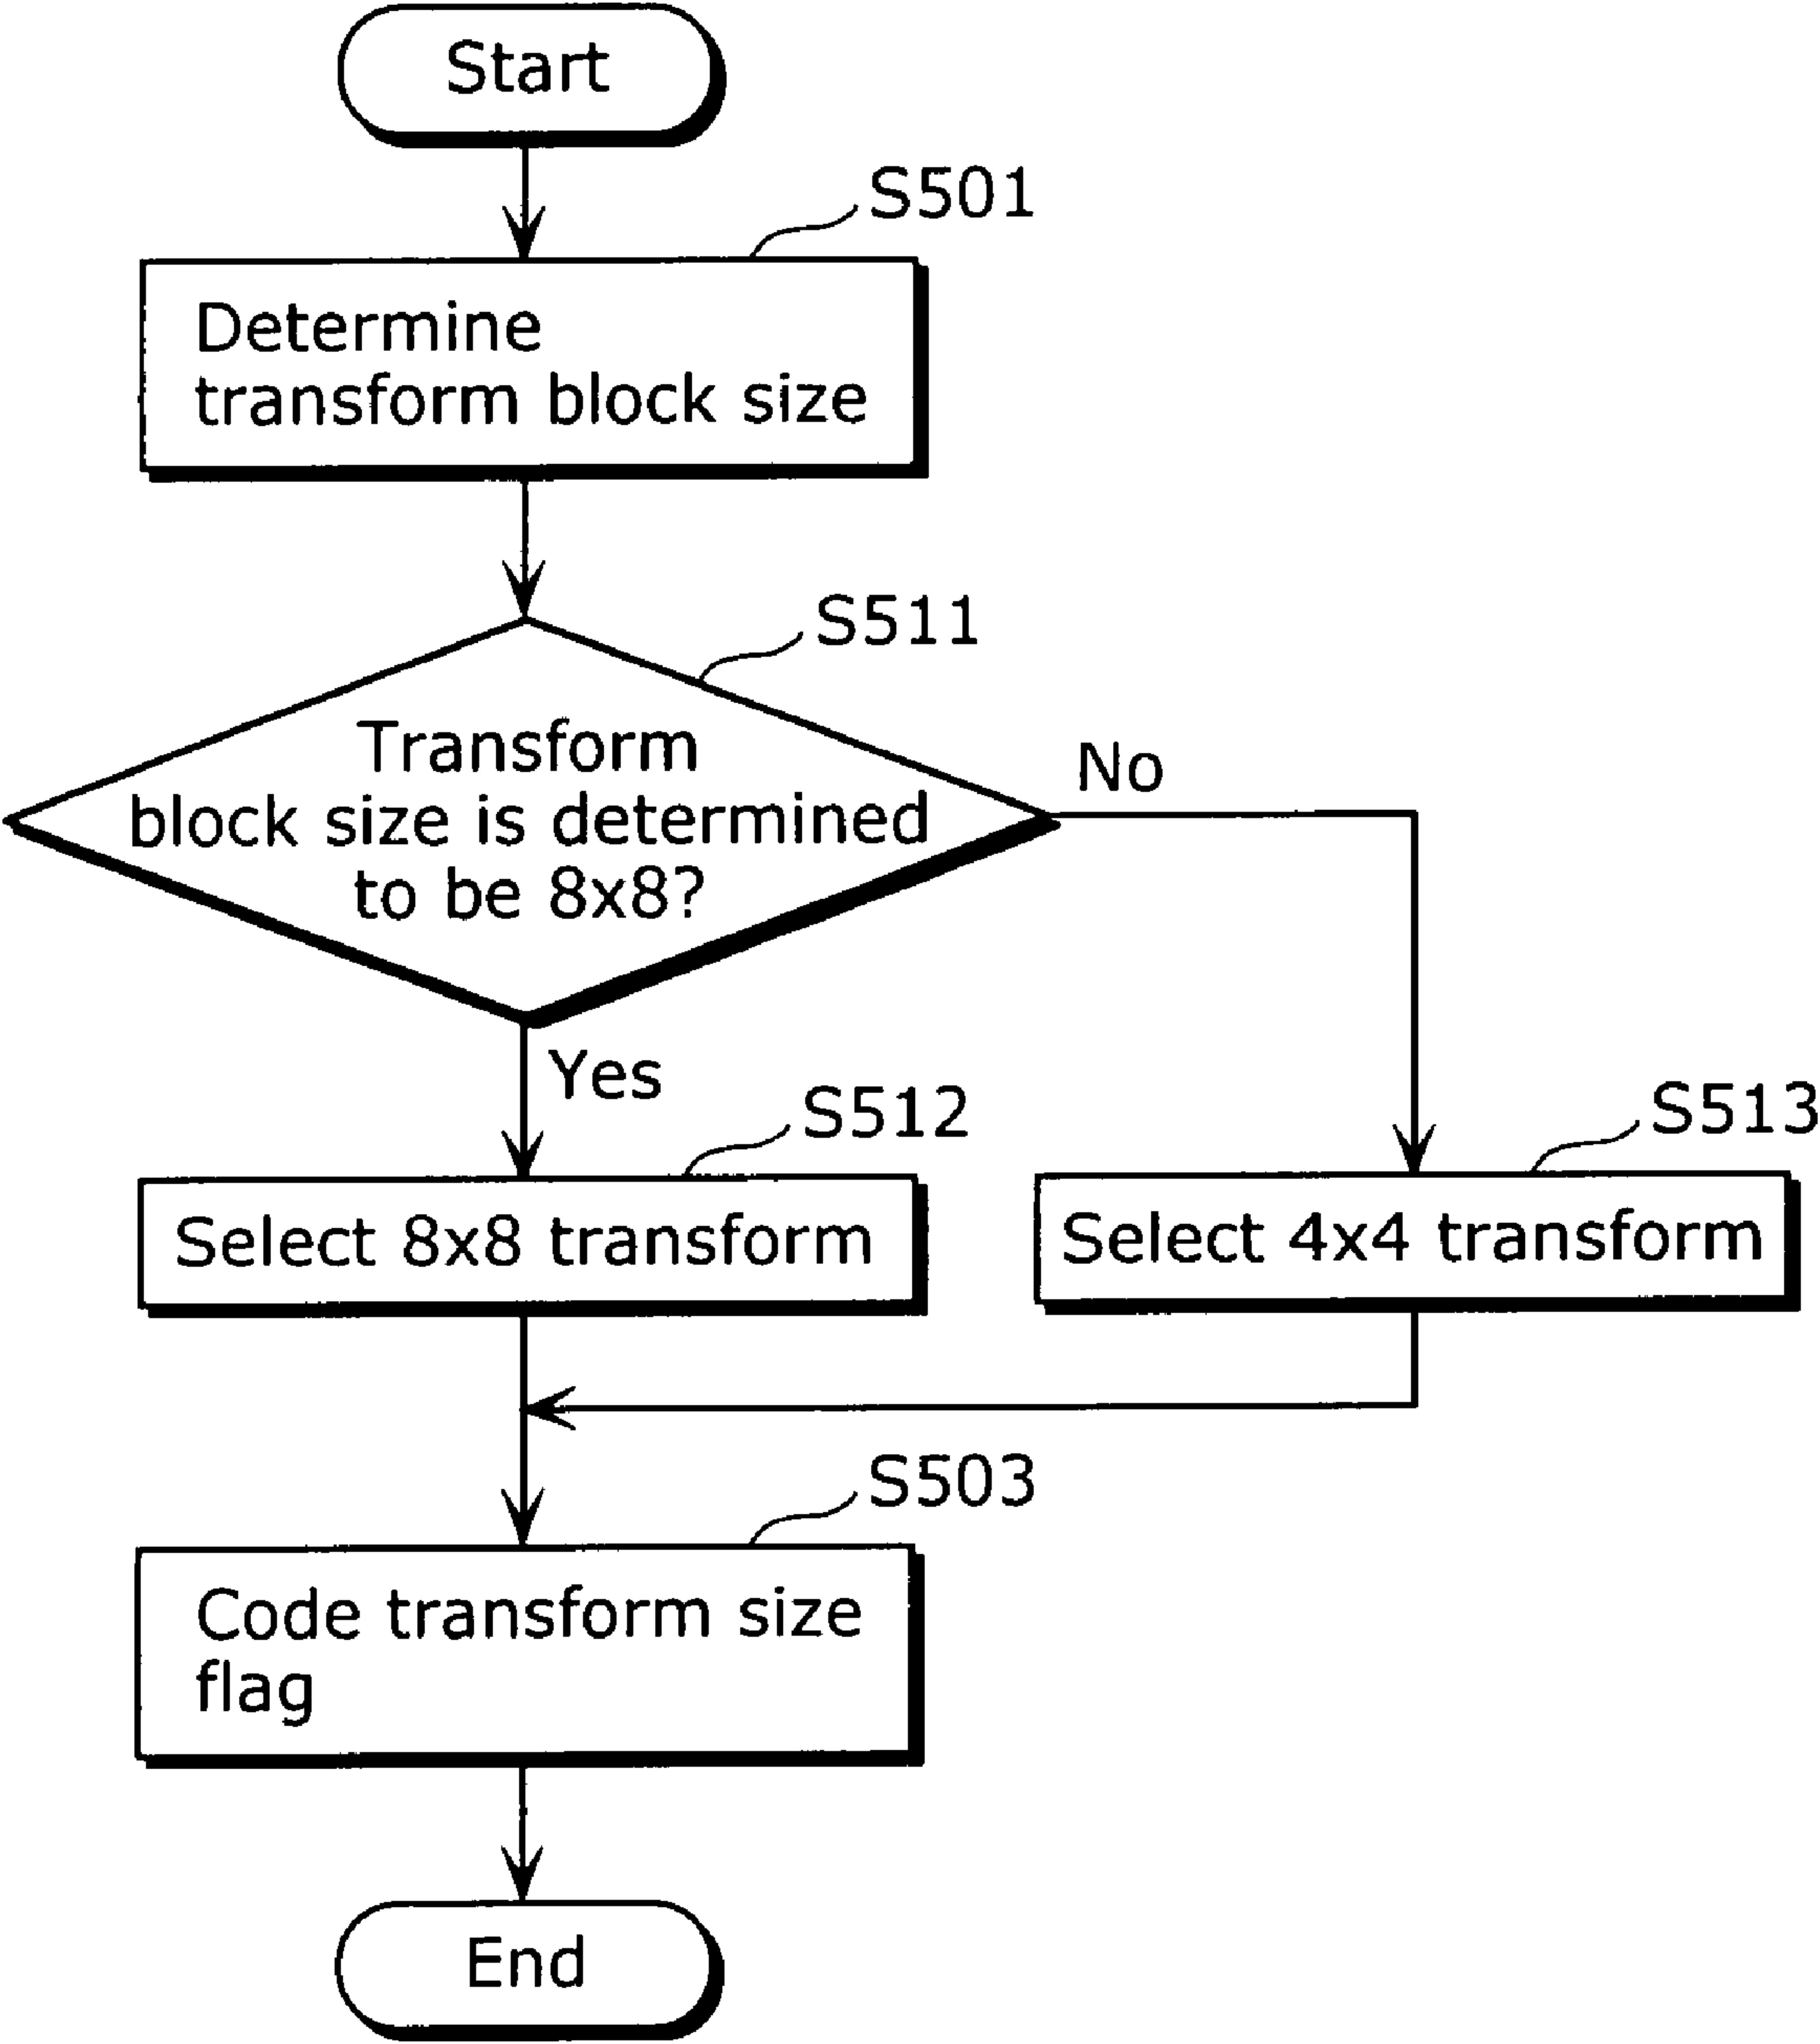 Start
S501
Determine
transform block size
S511
Transform
block size is determined
to be 8x8?
No
Yes
S512
Select 8x8 transform
S513
Select 4x4 transform
S503
Code transform size
flag
End